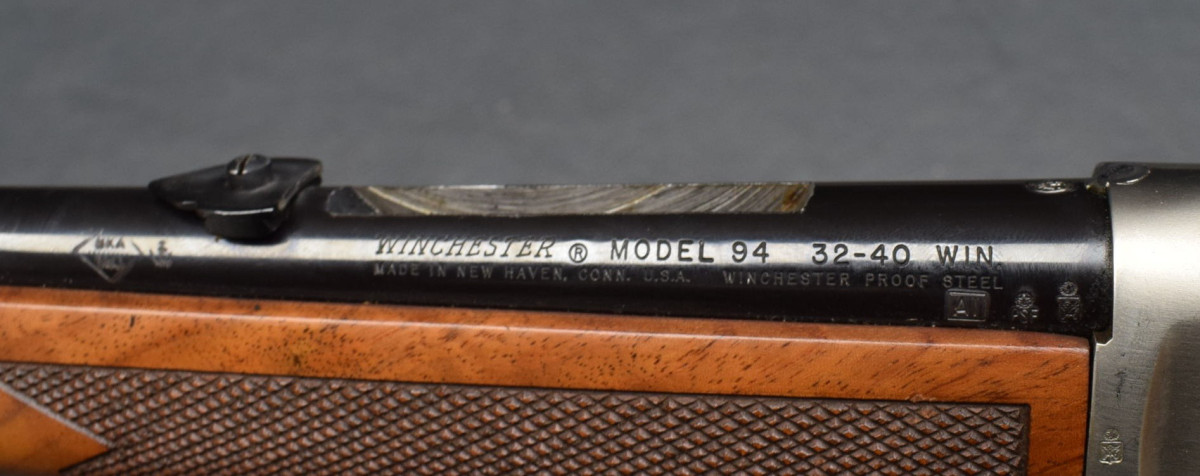 WINCHESTER ® MODEL 94 32-40 WIN.
MADE IN NEW HAVEN, CONN. U.S.A. WINCHESTER PROOF STEEL